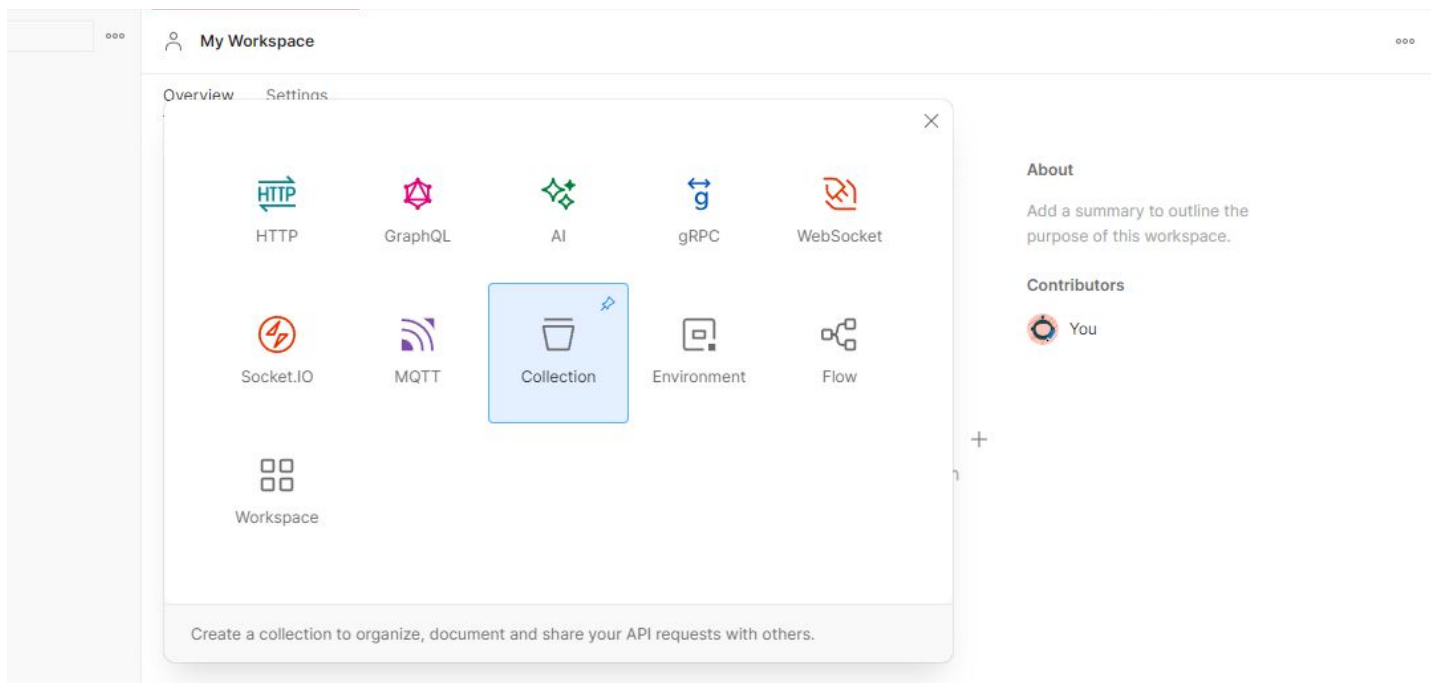 My Workspace
Overview Settings
HTTP
HTTP
GraphQL
AI
g
gRPC
WebSocket
Socket.IO
MQTT
Collection
Environment
Flow
Workspace
Create a collection to organize, document and share your API requests with others.
About
Add a summary to outline the
purpose of this workspace.
Contributors
You